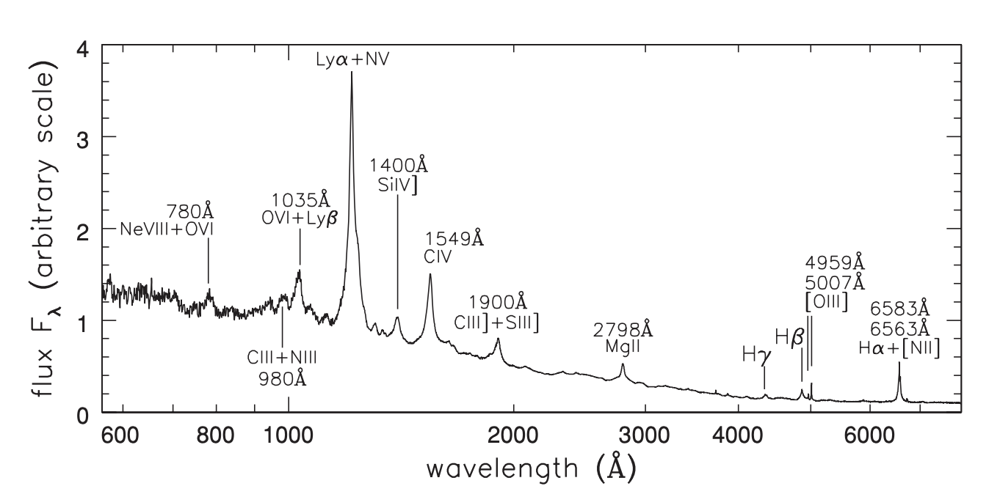 Lyα+NV
1400Å
SiIV]
780Å
NeVIII+OVI
1035Å
OVI+Lyβ
1549Å
CIV
1900Å
CIII]+SIII]
2798Å
MgII
4959Å
5007Å
[OIII]
6583Å
6563Å
Hα+[NII]
Hβ
Hγ
CIII+NIII
980Å
4
3
2
1
0
flux Fλ (arbitrary scale)
600 800 1000 2000 3000 4000 6000
wavelength (Å)